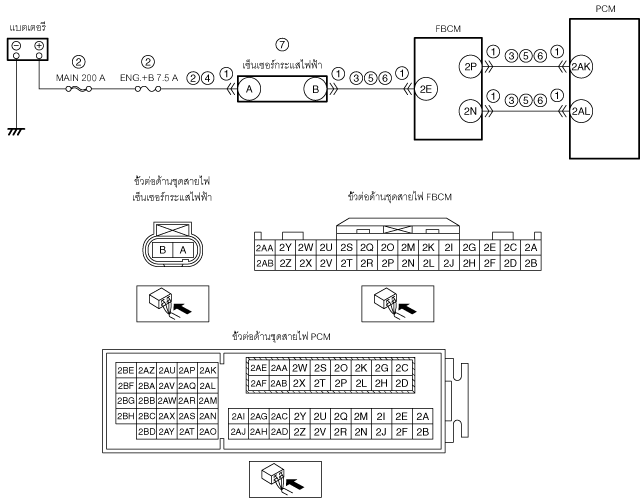 แบตเตอรี่
FBCM
PCM
⑦
เซ็นเซอร์กระแสไฟฟ้า
② ②
MAIN 200 A ENG.+B 7.5 A ② ④ ① A B ① ③ ⑤ ⑥ ① 2E
2P ① ③ ⑤ ⑥ ① 2AK
2N ① ③ ⑤ ⑥ ① 2AL
ขั้วต่อด้านชุดสายไฟ
เซ็นเซอร์กระแสไฟฟ้า
B A
ขั้วต่อด้านชุดสายไฟ FBCM
2AA 2Y 2W 2U 2S 2Q 2O 2M 2K 2I 2G 2E 2C 2A
2AB 2Z 2X 2V 2T 2R 2P 2N 2L 2J 2H 2F 2D 2B
ขั้วต่อด้านชุดสายไฟ PCM
2BE 2AZ 2AU 2AP 2AK
2BF 2BA 2AV 2AQ 2AL
2BG 2BB 2AW 2AR 2AM
2BH 2BC 2AX 2AS 2AN
2BD 2AY 2AT 2AO
2AE 2AA 2W 2S 2O 2K 2G 2C
2AF 2AB 2X 2T 2P 2L 2H 2D
2AI 2AG 2AC 2Y 2U 2Q 2M 2I 2E 2A
2AJ 2AH 2AD 2Z 2V 2R 2N 2J 2F 2B